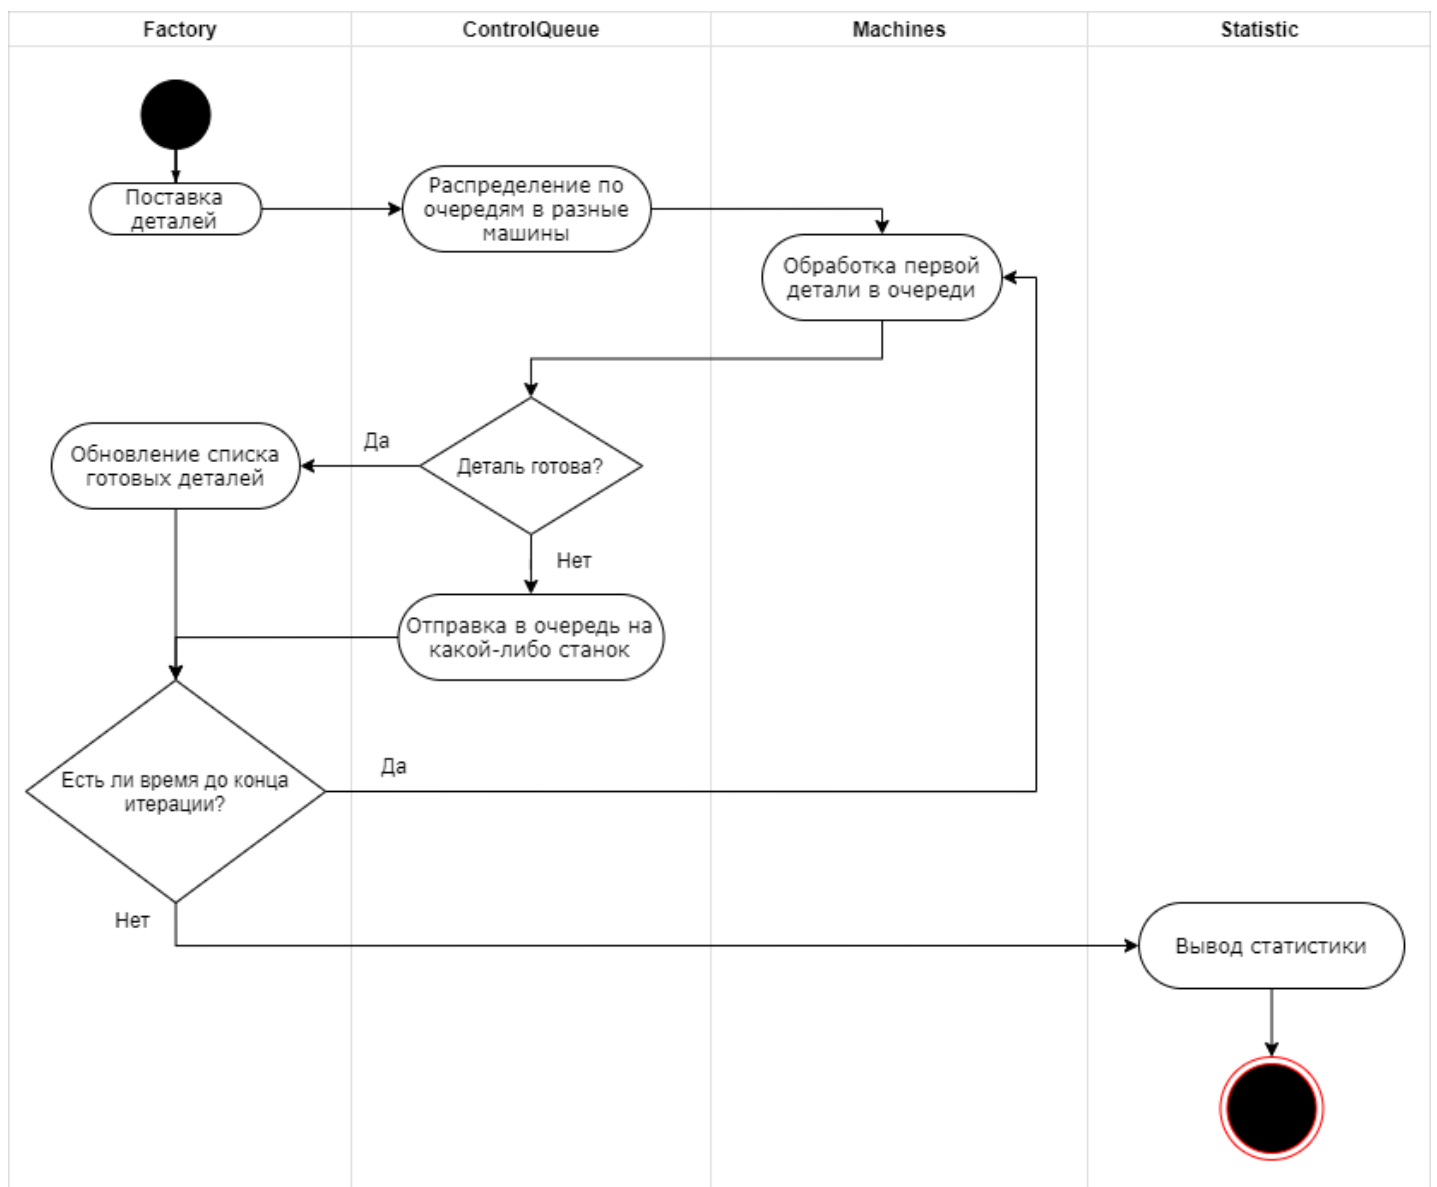 Factory
ControlQueue
Machines
Statistic
Поставка
деталей
Распределение по
очередям в разные
машины
Обработка первой
детали в очереди
Деталь готова?
Да
Обновление списка
готовых деталей
Нет
Отправка в очередь на
какой-либо станок
Есть ли время до конца
итерации?
Да
Нет
Вывод статистики